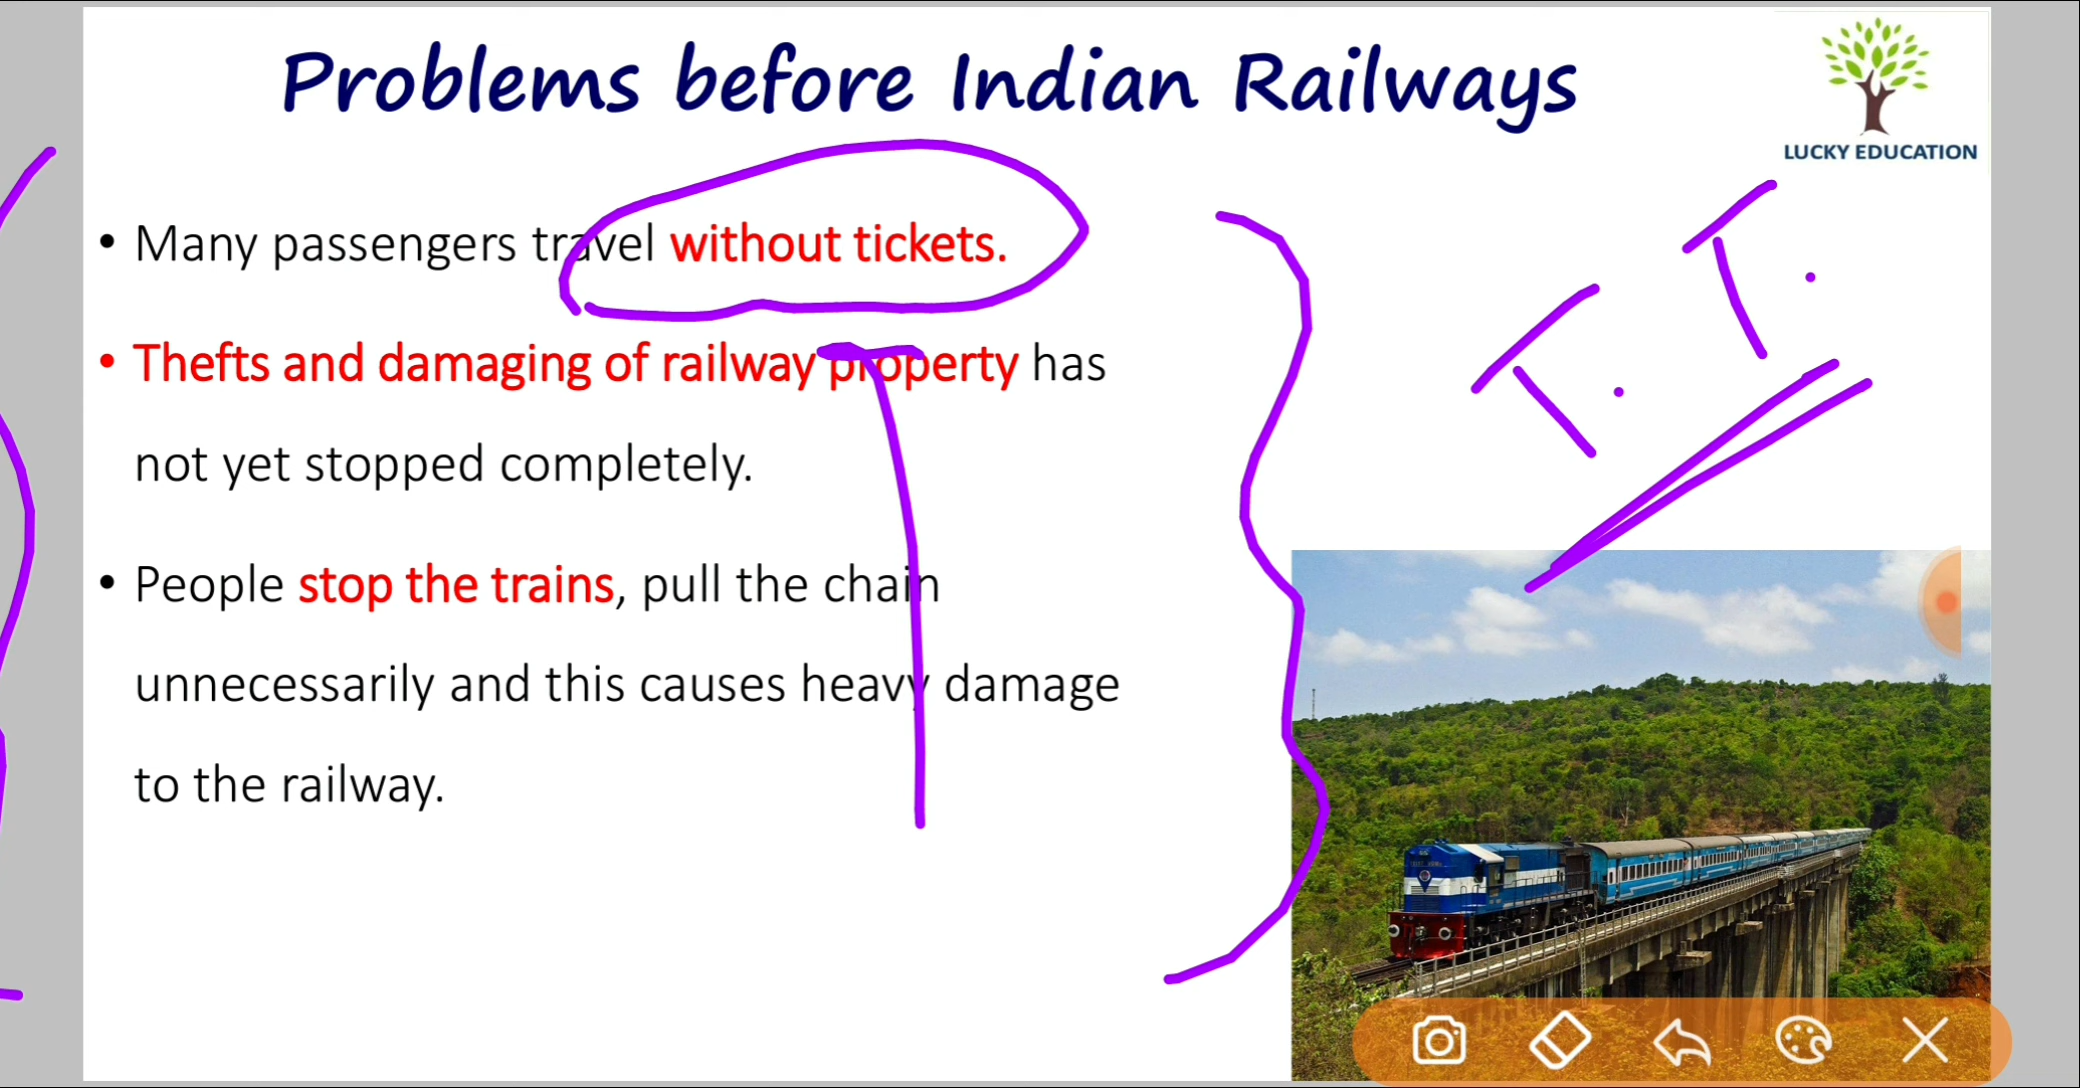 Problems before Indian Railways
LUCKY EDUCATION
• Many passengers travel without tickets.
T. T.
• Thefts and damaging of railway property has
not yet stopped completely.
• People stop the trains, pull the chain
unnecessarily and this causes heavy damage
to the railway.